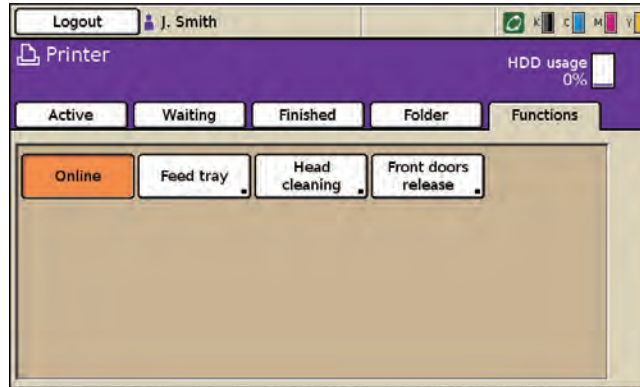 Logout
J. Smith
K C M Y
Printer
HDD usage
0%
Active Waiting Finished Folder Functions
Online Feed tray Head cleaning Front doors release